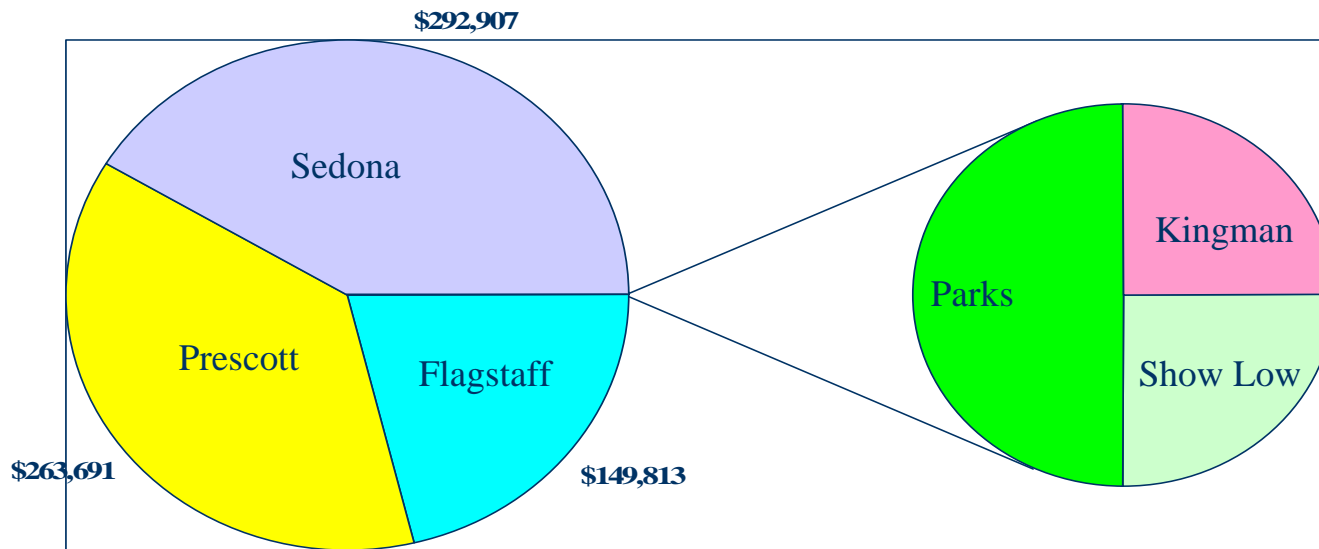 $292,907
Sedona
Kingman
Parks
Prescott
Flagstaff
Show Low
$263,691
$149,813